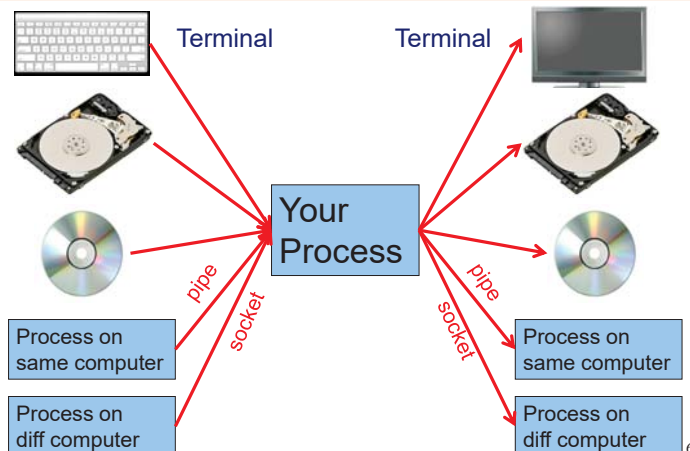 Terminal
Terminal
Your
Process
pipe
socket
pipe
socket
Process on
same computer
Process on
same computer
Process on
diff computer
Process on
diff computer